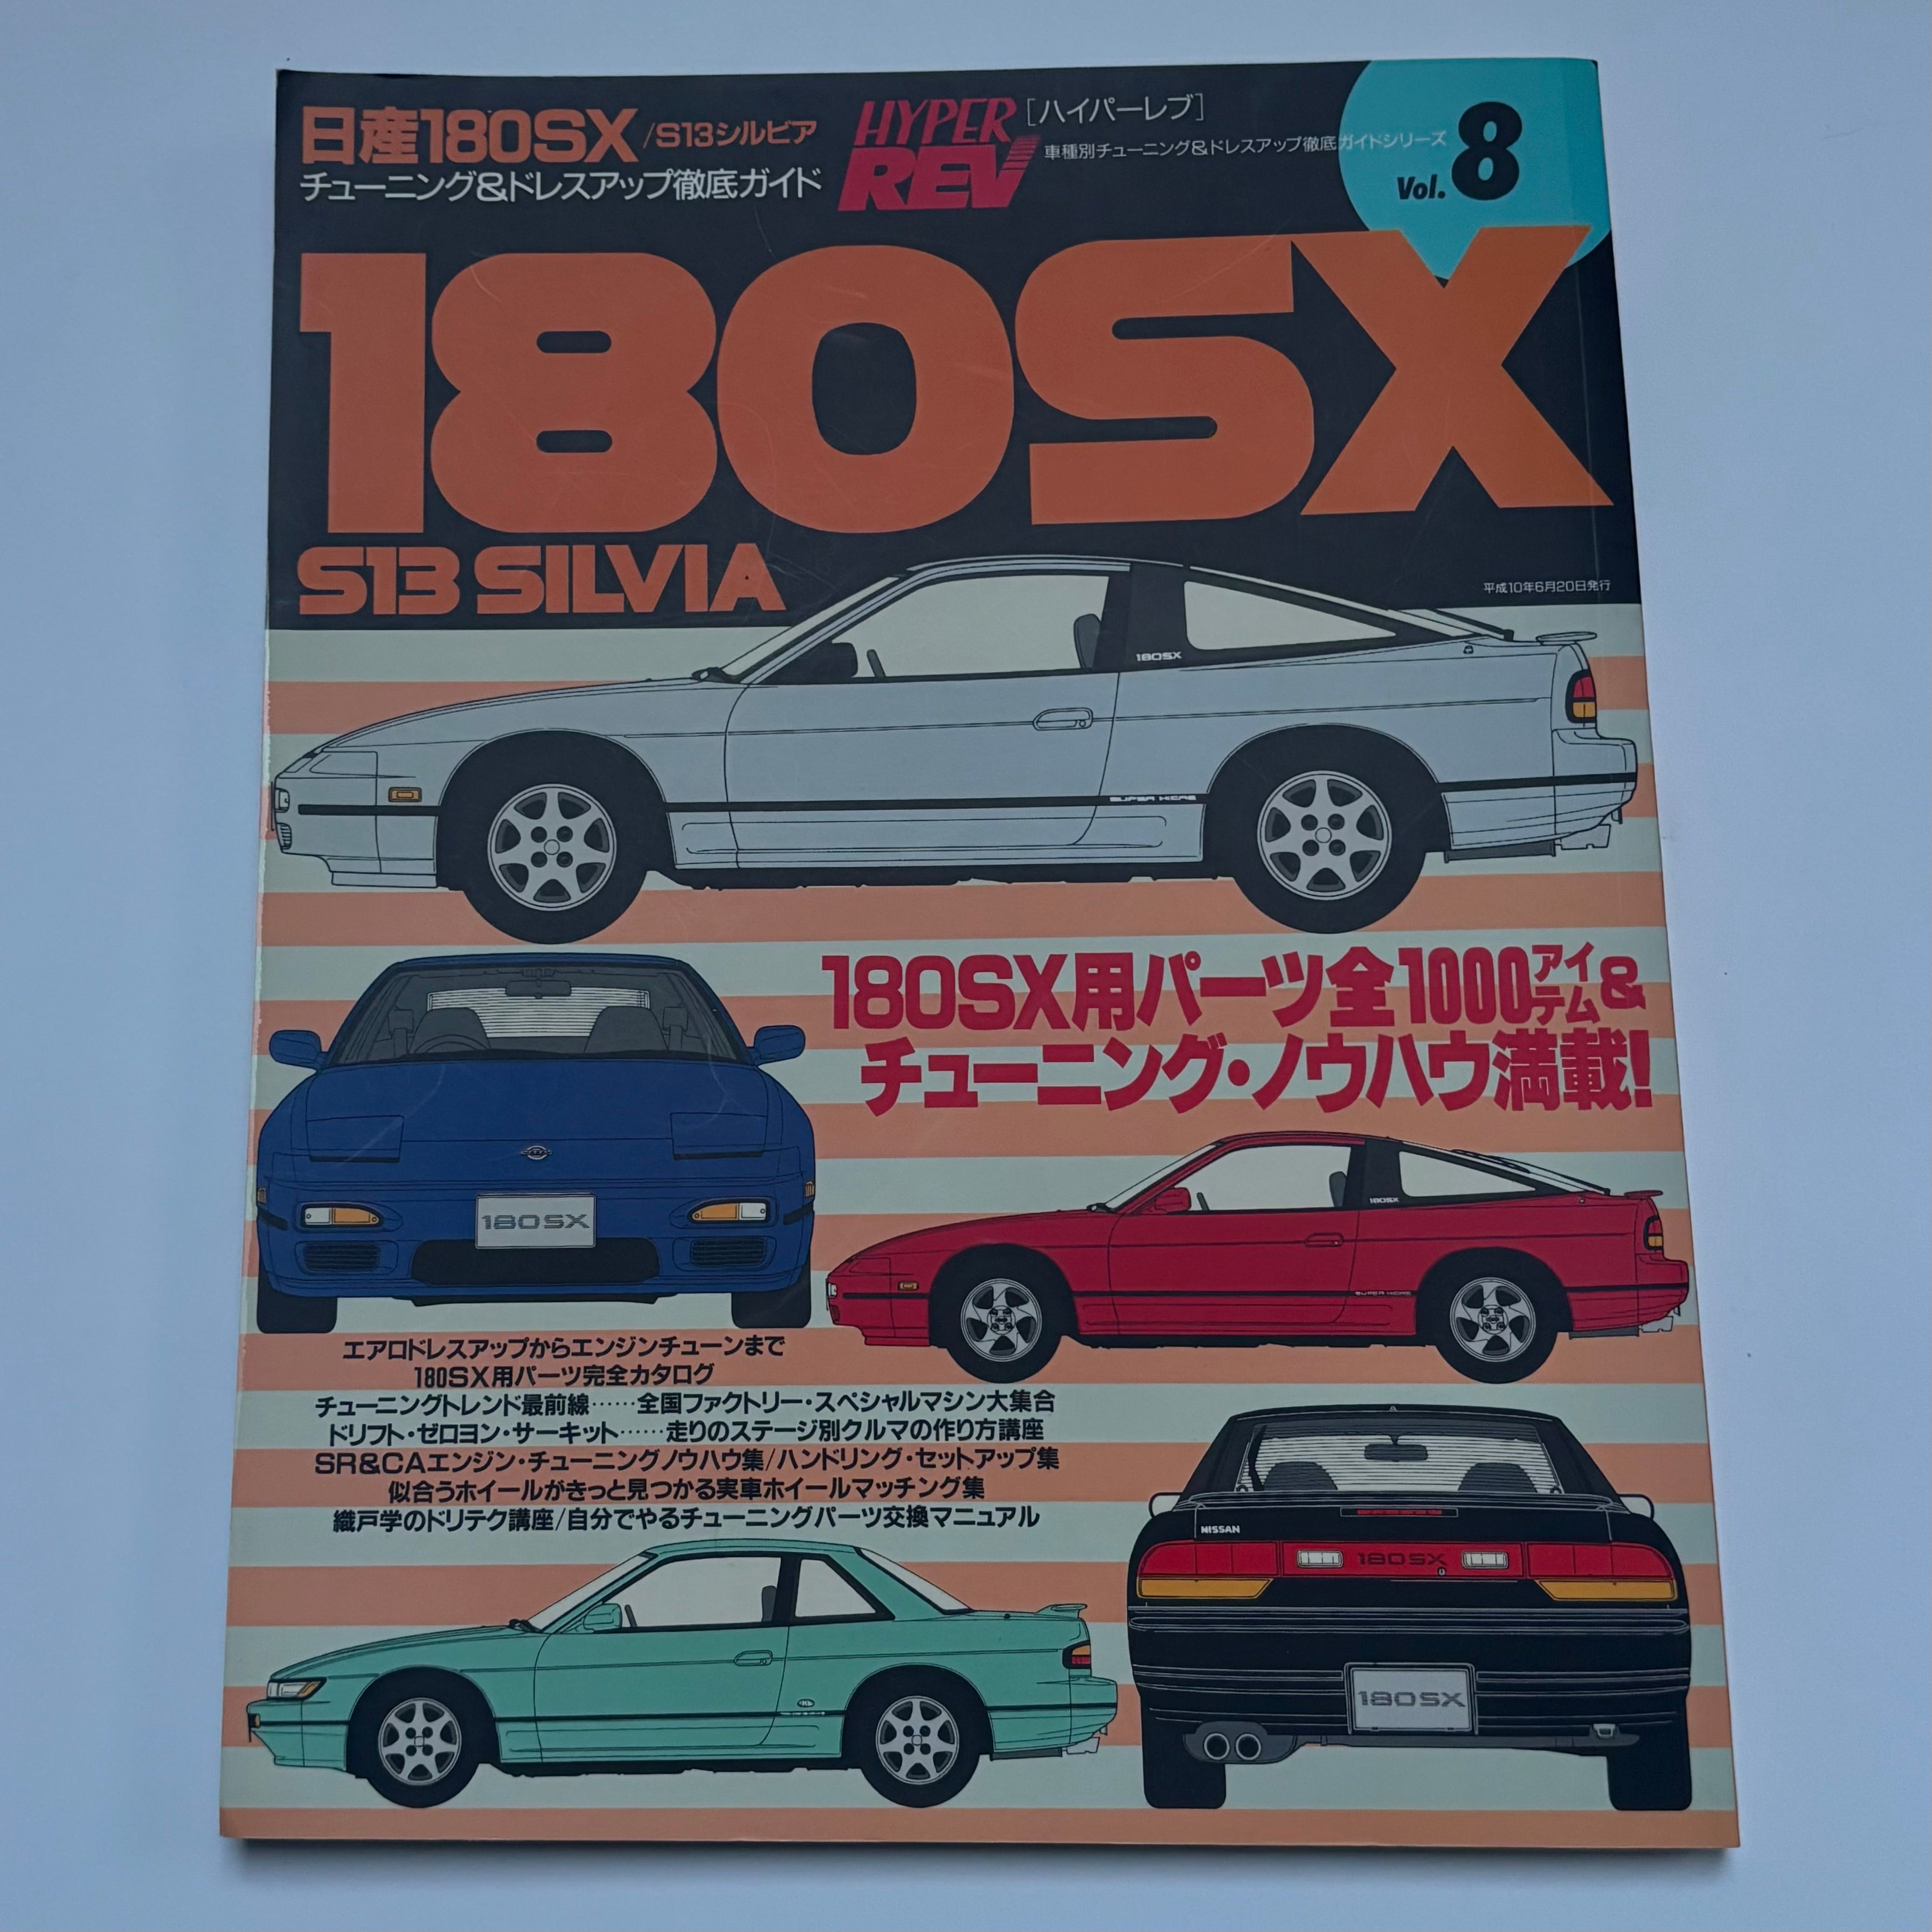 日産180SX/S13シルビア
チューニング&ドレスアップ徹底ガイド
HYPER REV
[ハイパーレブ]
車種別チューニング&ドレスアップ徹底ガイドシリーズ
Vol. 8
180SX
S13 SILVIA
平成10年6月20日発行
180SX
180SX用パーツ全1000アイテム&
チューニング・ノウハウ満載!
180SX
180SX
エアロドレスアップからエンジンチューンまで
180SX用パーツ完全カタログ
チューニングトレンド最前線……全国ファクトリー・スペシャルマシン大集合
ドリフト・ゼロヨン・サーキット……走りのステージ別クルマの作り方講座
SR&CAエンジン・チューニングノウハウ集/ハンドリング・セットアップ集
似合うホイールがきっと見つかる実車ホイールマッチング集
織戸学のドリテク講座/自分でやるチューニングパーツ交換マニュアル
NISSAN
180SX
180SX